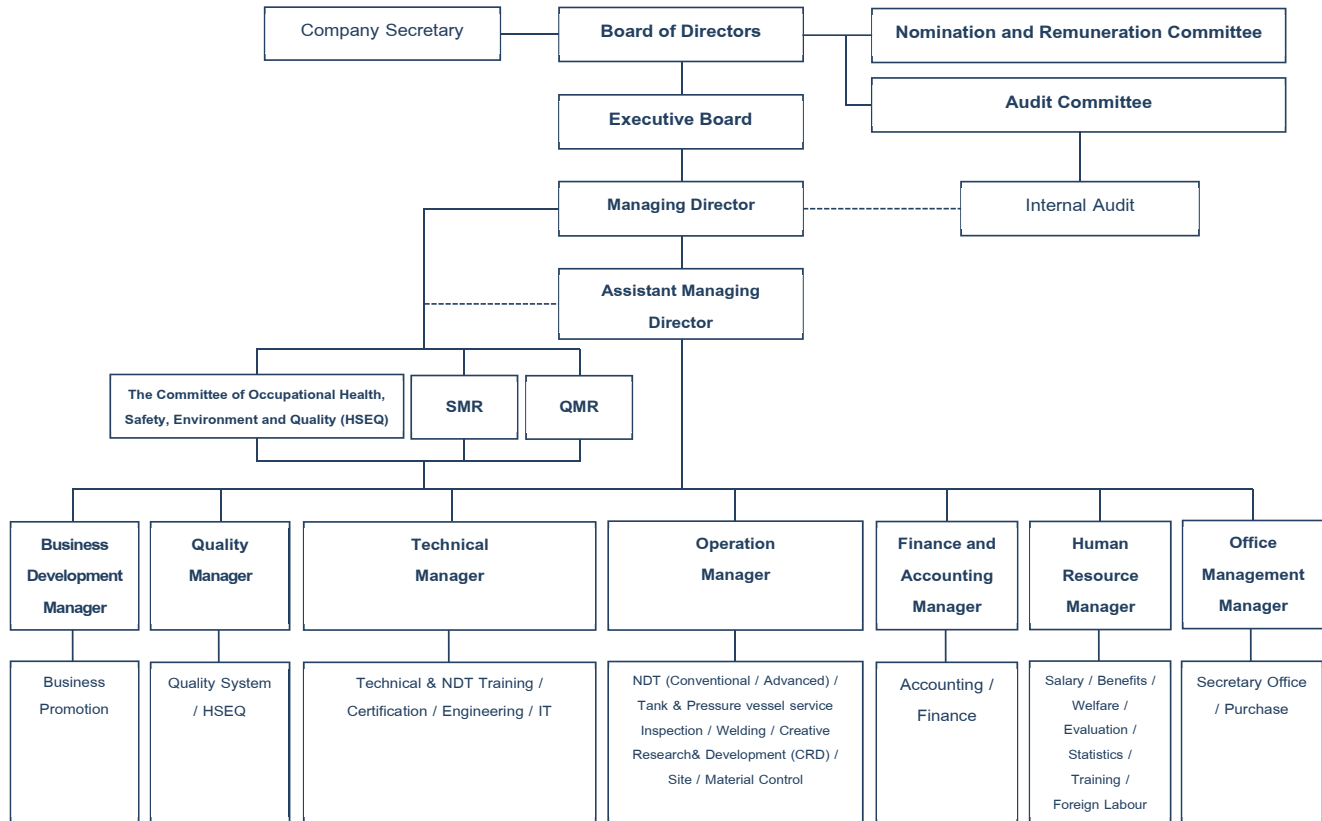 Company Secretary
Board of Directors
Nomination and Remuneration Committee
Audit Committee
Executive Board
Managing Director
Internal Audit
Assistant Managing
Director
The Committee of Occupational Health,
Safety, Environment and Quality (HSEQ)
SMR
QMR
Business
Development
Manager
Quality
Manager
Technical
Manager
Operation
Manager
Finance and
Accounting
Manager
Human
Resource
Manager
Office
Management
Manager
Business
Promotion
Quality System
/ HSEQ
Technical & NDT Training /
Certification / Engineering / IT
NDT (Conventional / Advanced) /
Tank & Pressure vessel service
Inspection / Welding / Creative
Research& Development (CRD) /
Site / Material Control
Accounting /
Finance
Salary / Benefits /
Welfare /
Evaluation /
Statistics /
Training /
Foreign Labour
Secretary Office
/ Purchase